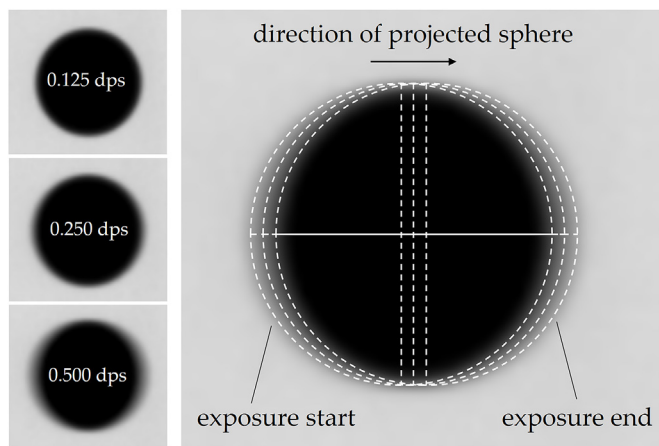 0.125 dps
0.250 dps
0.500 dps
direction of projected sphere
exposure start
exposure end